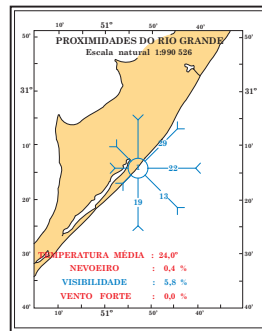 10' 51° 50' 40'
50' PROXIMIDADES DO RIO GRANDE 50'
Escala natural 1:990 526
31° 31°
29
10' 10'
22
13
19
20' 20'
TEMPERATURA MÉDIA : 24,0°
30' NEVOEIRO : 0,4 % 30'
VISIBILIDADE : 5,8 %
VENTO FORTE : 0,0 %
40' 40'
10' 51° 50' 40'